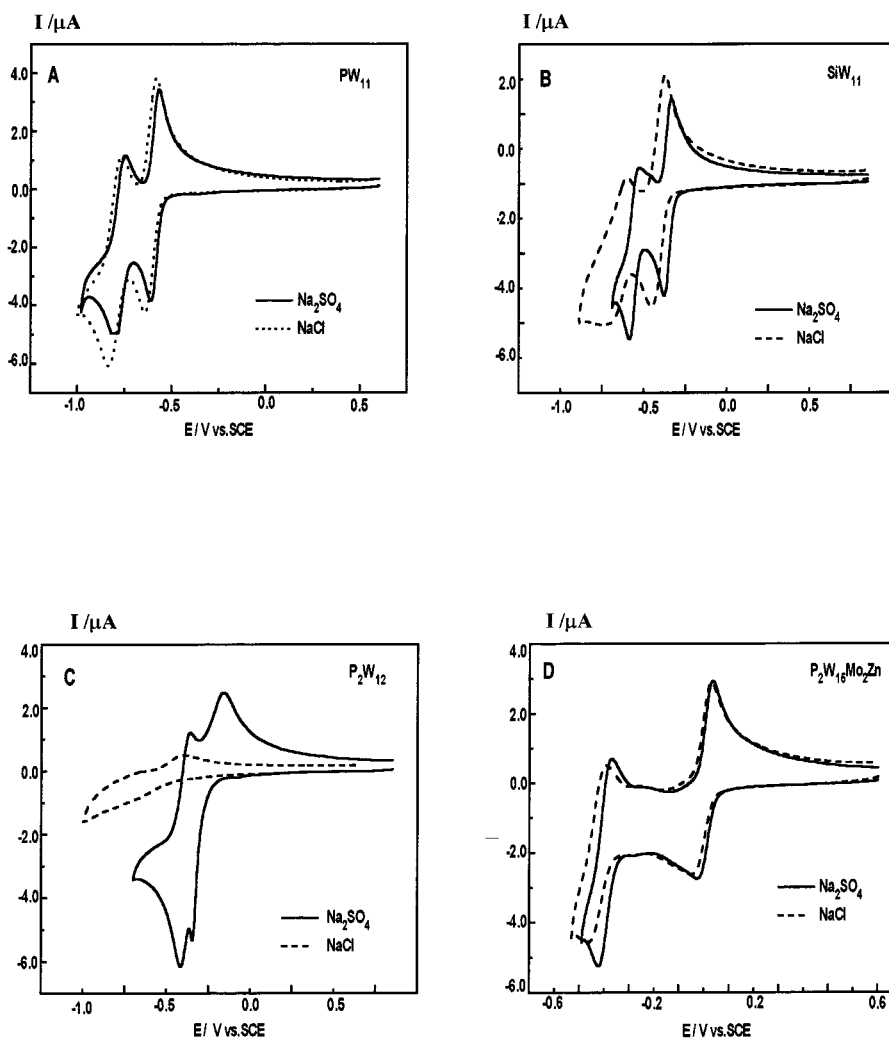 I /μA
A
PW₁₁
4.0
2.0
0.0
-2.0
-4.0
-6.0
Na₂SO₄
NaCl
-1.0
-0.5
0.0
0.5
E / V vs.SCE
I /μA
B
SiW₁₁
2.0
0.0
-1.0
-2.0
-4.0
-6.0
Na₂SO₄
NaCl
-1.0
-0.5
0.0
0.5
E / V vs.SCE
I /μA
C
P₂W₁₂
4.0
2.0
0.0
-2.0
-4.0
-6.0
Na₂SO₄
NaCl
-1.0
-0.5
0.0
0.5
E / V vs.SCE
I /μA
D
P₂W₁₆Mo₂Zn
4.0
2.0
0.0
-2.0
-4.0
-6.0
Na₂SO₄
NaCl
-0.6
-0.2
0.2
0.6
E / V vs.SCE